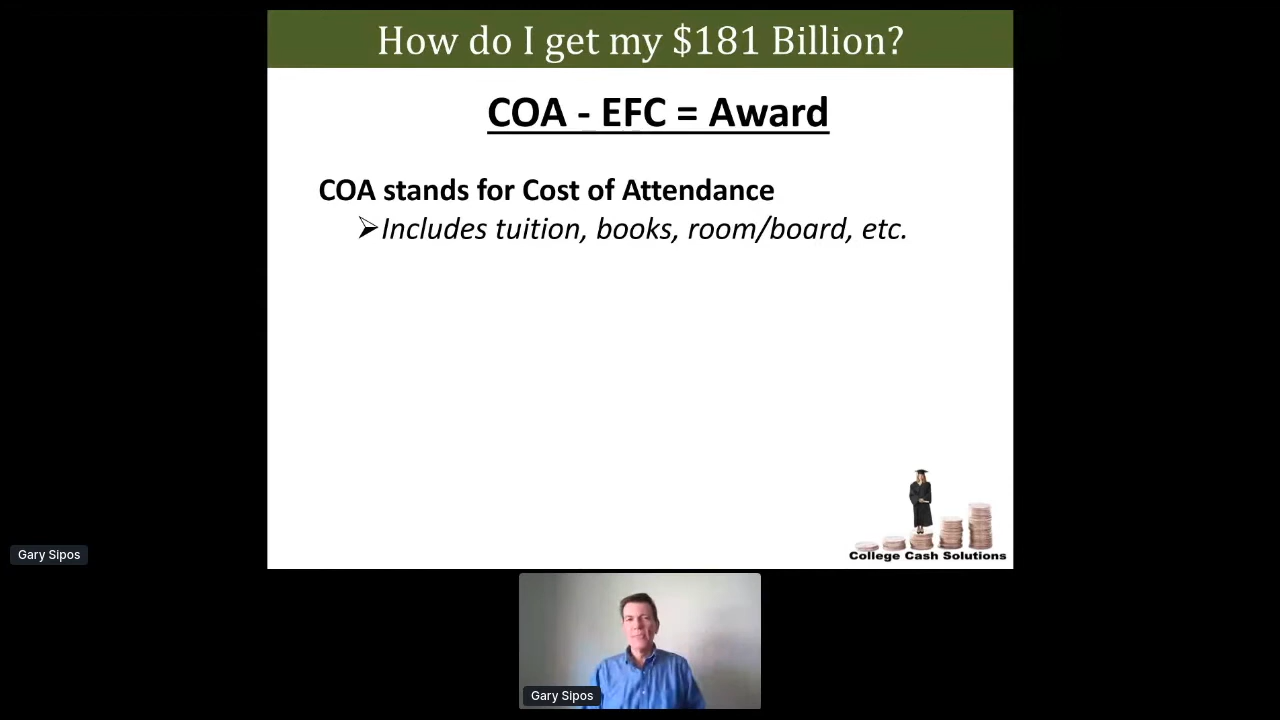 How do I get my $181 Billion?
COA - EFC = Award
COA stands for Cost of Attendance
➢Includes tuition, books, room/board, etc.
College Cash Solutions
Gary Sipos
Gary Sipos